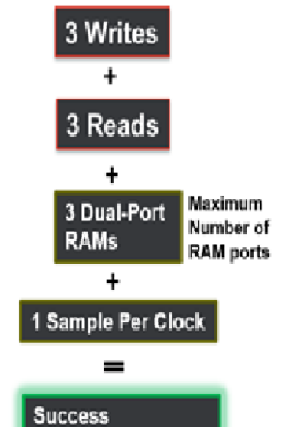 3 Writes
+
3 Reads
+
3 Dual-Port
RAMs
Maximum
Number of
RAM ports
+
1 Sample Per Clock
=
Success